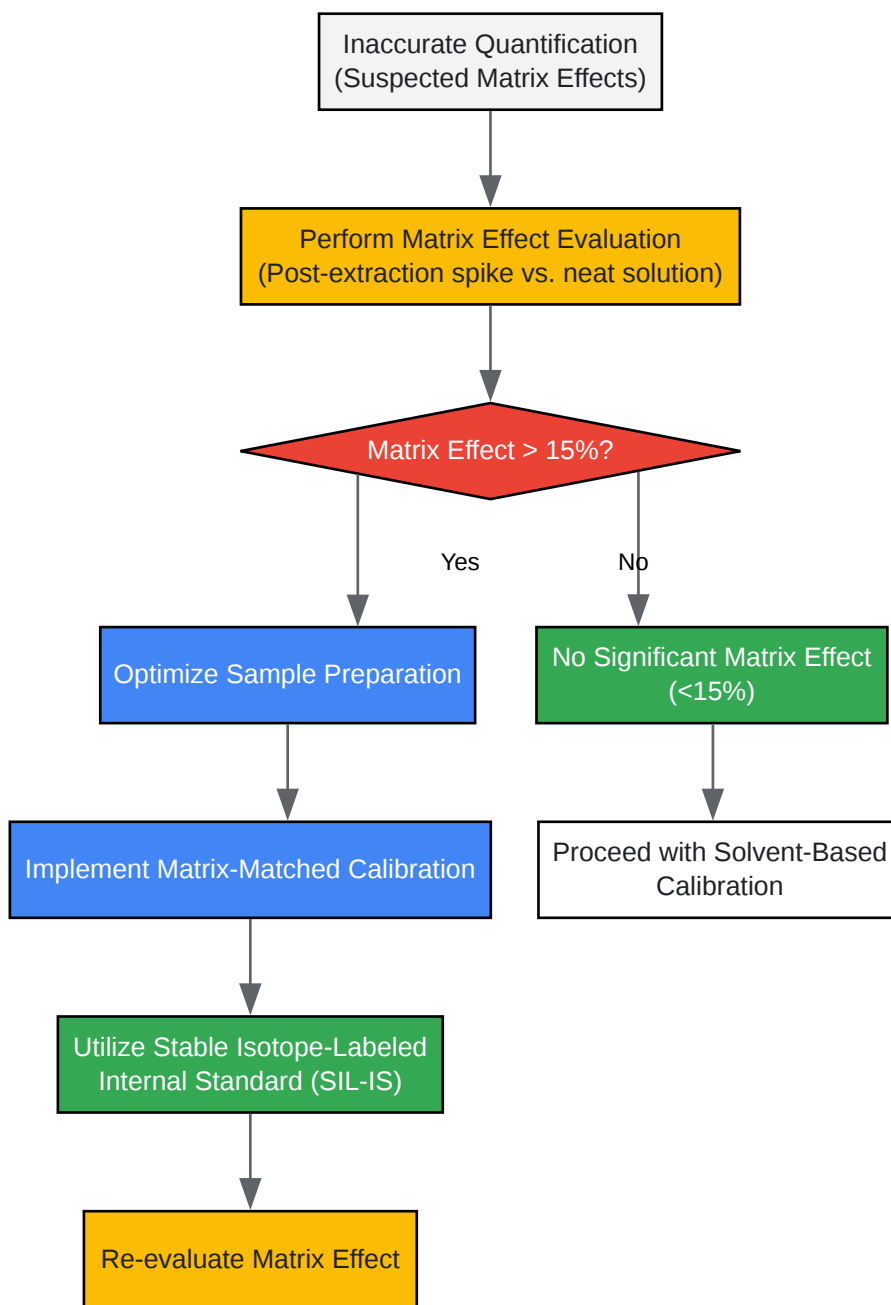 Inaccurate Quantification
(Suspected Matrix Effects)
Perform Matrix Effect Evaluation
(Post-extraction spike vs. neat solution)
Matrix Effect > 15%?
Yes
No
Optimize Sample Preparation
No Significant Matrix Effect
(<15%)
Implement Matrix-Matched Calibration
Proceed with Solvent-Based
Calibration
Utilize Stable Isotope-Labeled
Internal Standard (SIL-IS)
Re-evaluate Matrix Effect